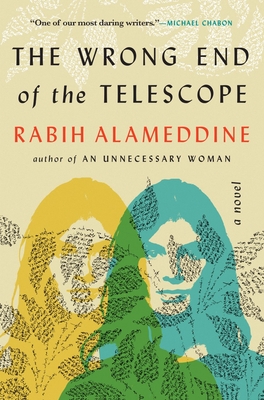 "One of our most daring writers."—MICHAEL CHABON
THE WRONG END
of the TELESCOPE
RABIH ALAMEDDINE
author of AN UNNECESSARY WOMAN
a novel